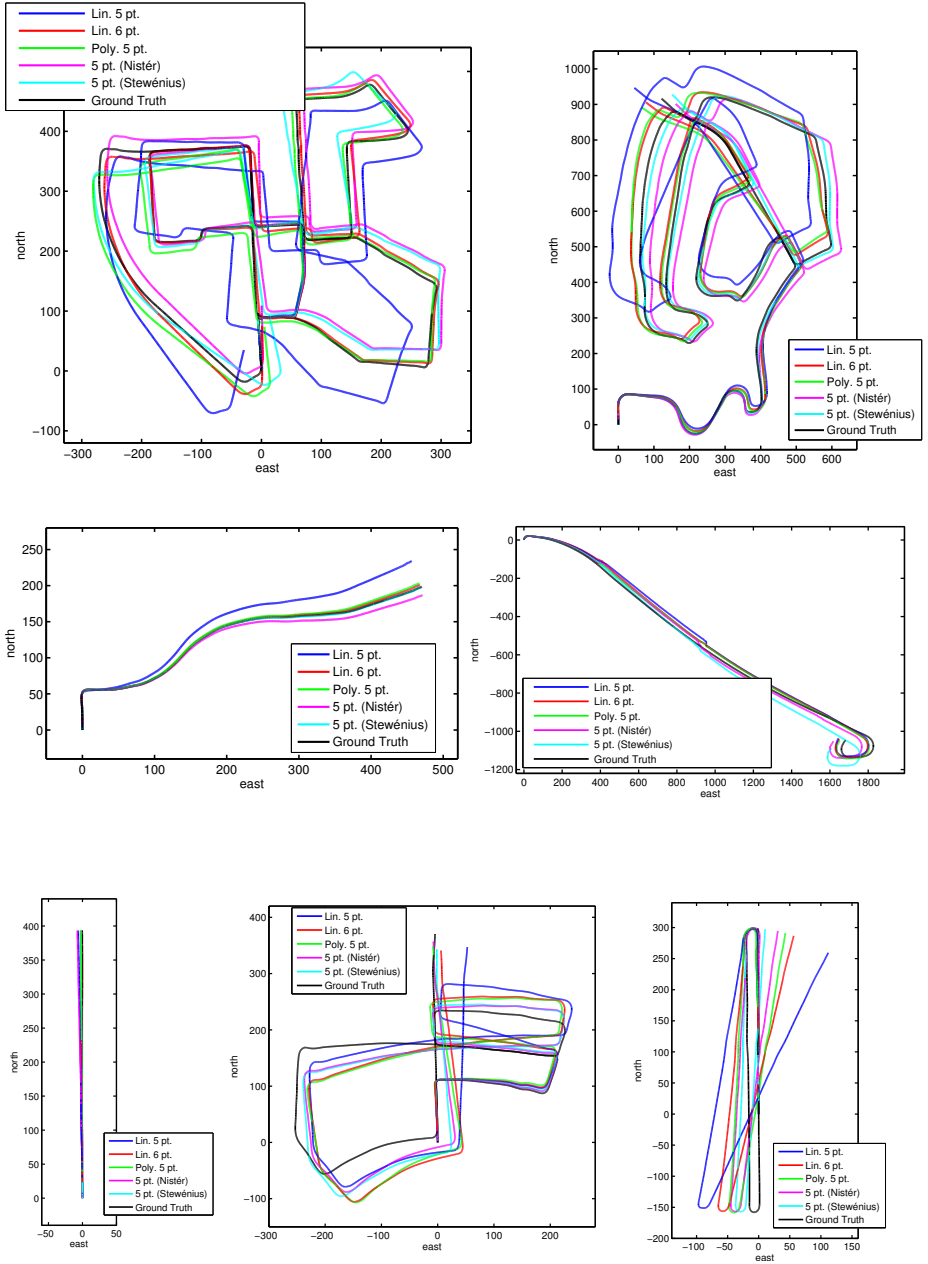 Lin. 5 pt.
Lin. 6 pt.
Poly. 5 pt.
5 pt. (Nistér)
5 pt. (Stewénius)
Ground Truth
400
300
200
100
0
−100
north
−300 −200 −100 0 100 200 300
east
1000
900
800
700
600
500
400
300
200
100
0
north
0 100 200 300 400 500 600
east
Lin. 5 pt.
Lin. 6 pt.
Poly. 5 pt.
5 pt. (Nistér)
5 pt. (Stewénius)
Ground Truth
250
200
150
100
50
0
north
0 100 200 300 400 500
east
Lin. 5 pt.
Lin. 6 pt.
Poly. 5 pt.
5 pt. (Nistér)
5 pt. (Stewénius)
Ground Truth
0
−200
−400
−600
−800
−1000
−1200
north
0 200 400 600 800 1000 1200 1400 1600 1800
east
Lin. 5 pt.
Lin. 6 pt.
Poly. 5 pt.
5 pt. (Nistér)
5 pt. (Stewénius)
Ground Truth
400
350
300
250
200
150
100
50
0
north
−50 0 50
east
Lin. 5 pt.
Lin. 6 pt.
Poly. 5 pt.
5 pt. (Nistér)
5 pt. (Stewénius)
Ground Truth
400
300
200
100
0
−100
north
−300 −200 −100 0 100 200
east
Lin. 5 pt.
Lin. 6 pt.
Poly. 5 pt.
5 pt. (Nistér)
5 pt. (Stewénius)
Ground Truth
300
250
200
150
100
50
0
−50
−100
−150
−200
north
−100 −50 0 50 100 150
east
Lin. 5 pt.
Lin. 6 pt.
Poly. 5 pt.
5 pt. (Nistér)
5 pt. (Stewénius)
Ground Truth